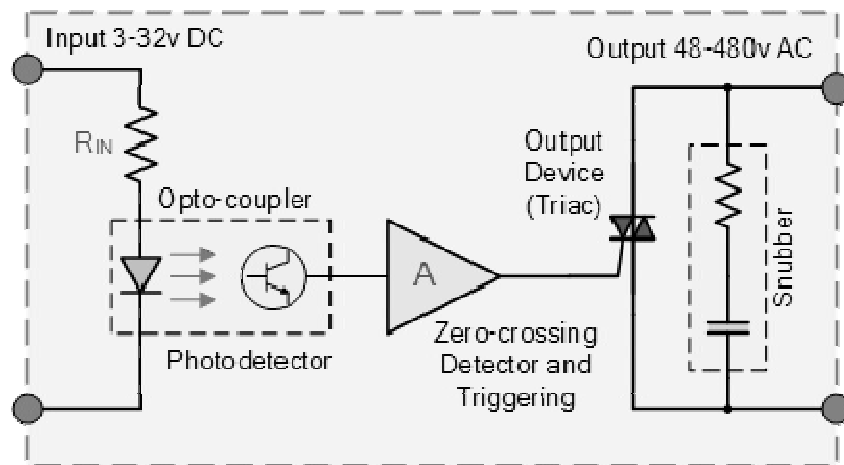 Input 3-32v DC
Output 48-480v AC
RIN
Output
Device
(Triac)
Opto-coupler
A
Snubber
Zero-crossing
Detector and
Triggering
Photodetector